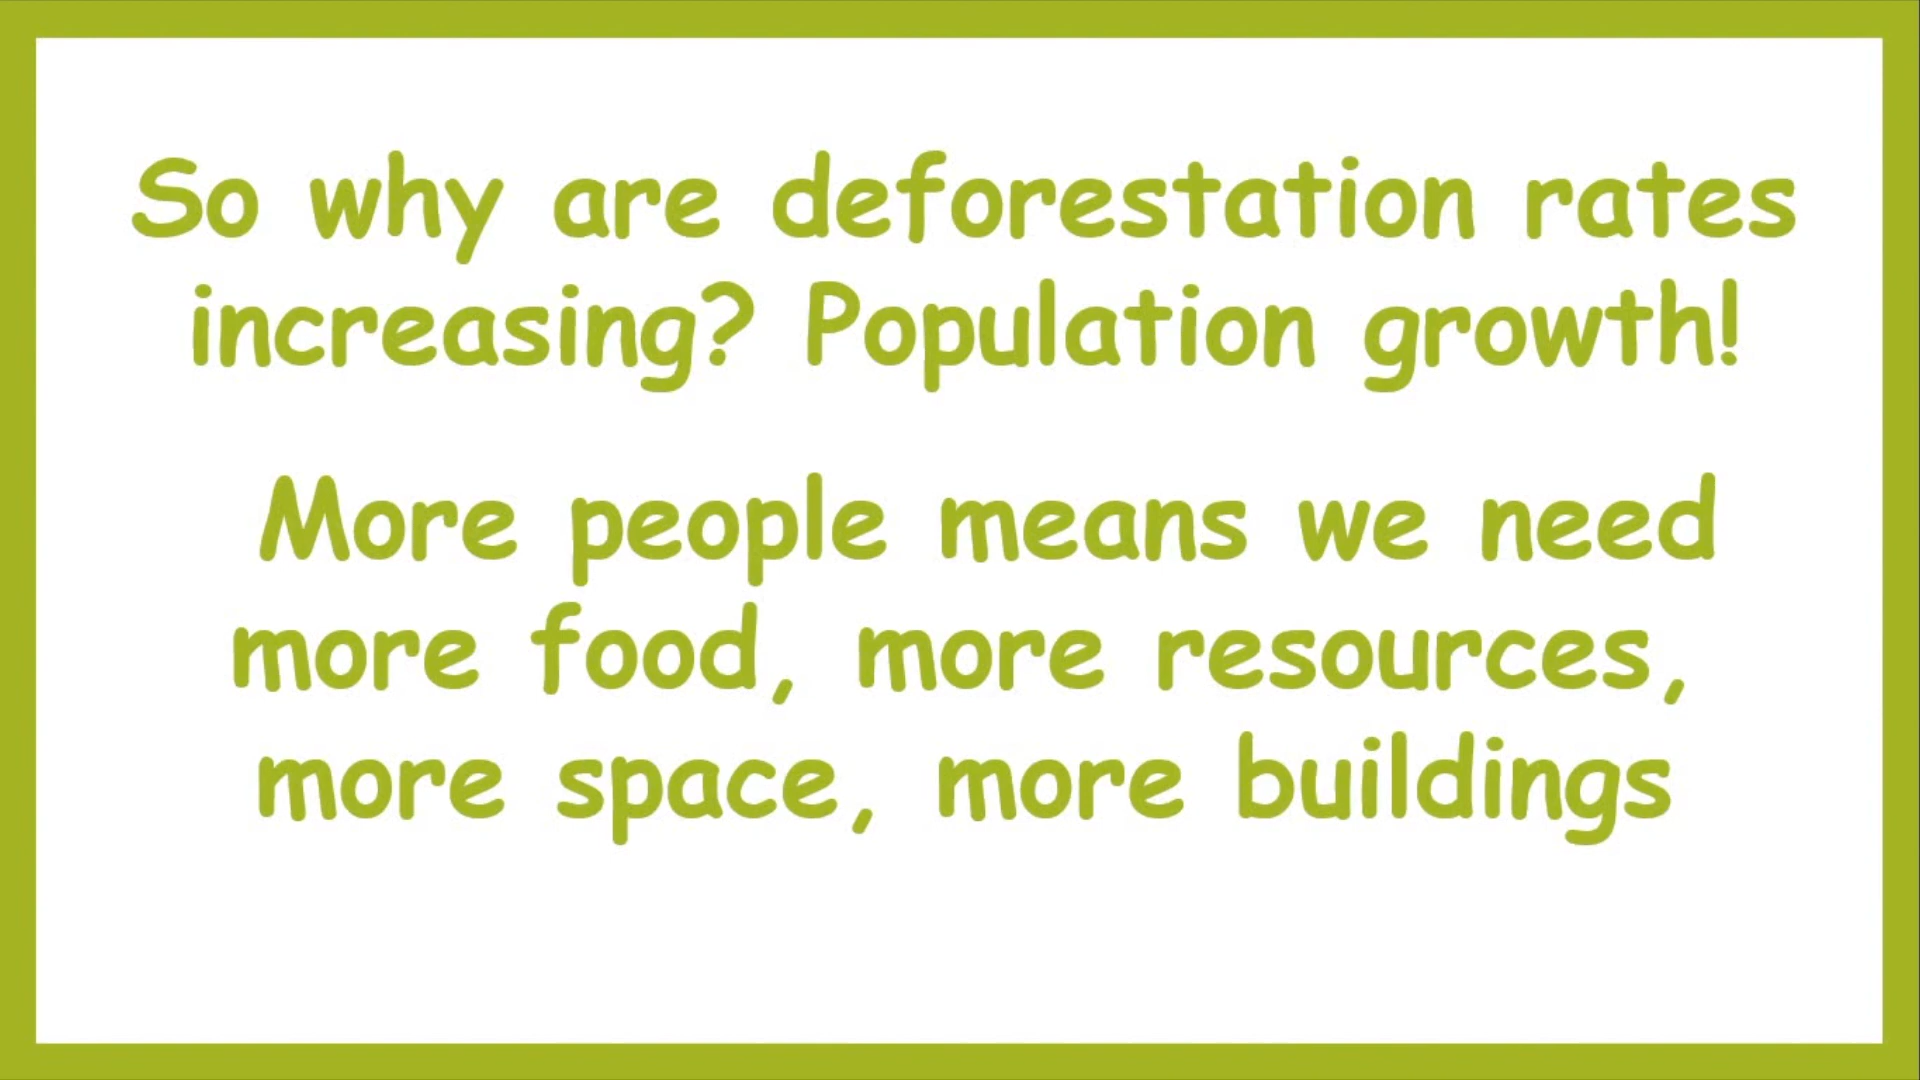 So why are deforestation rates
increasing? Population growth!
More people means we need
more food, more resources,
more space, more buildings